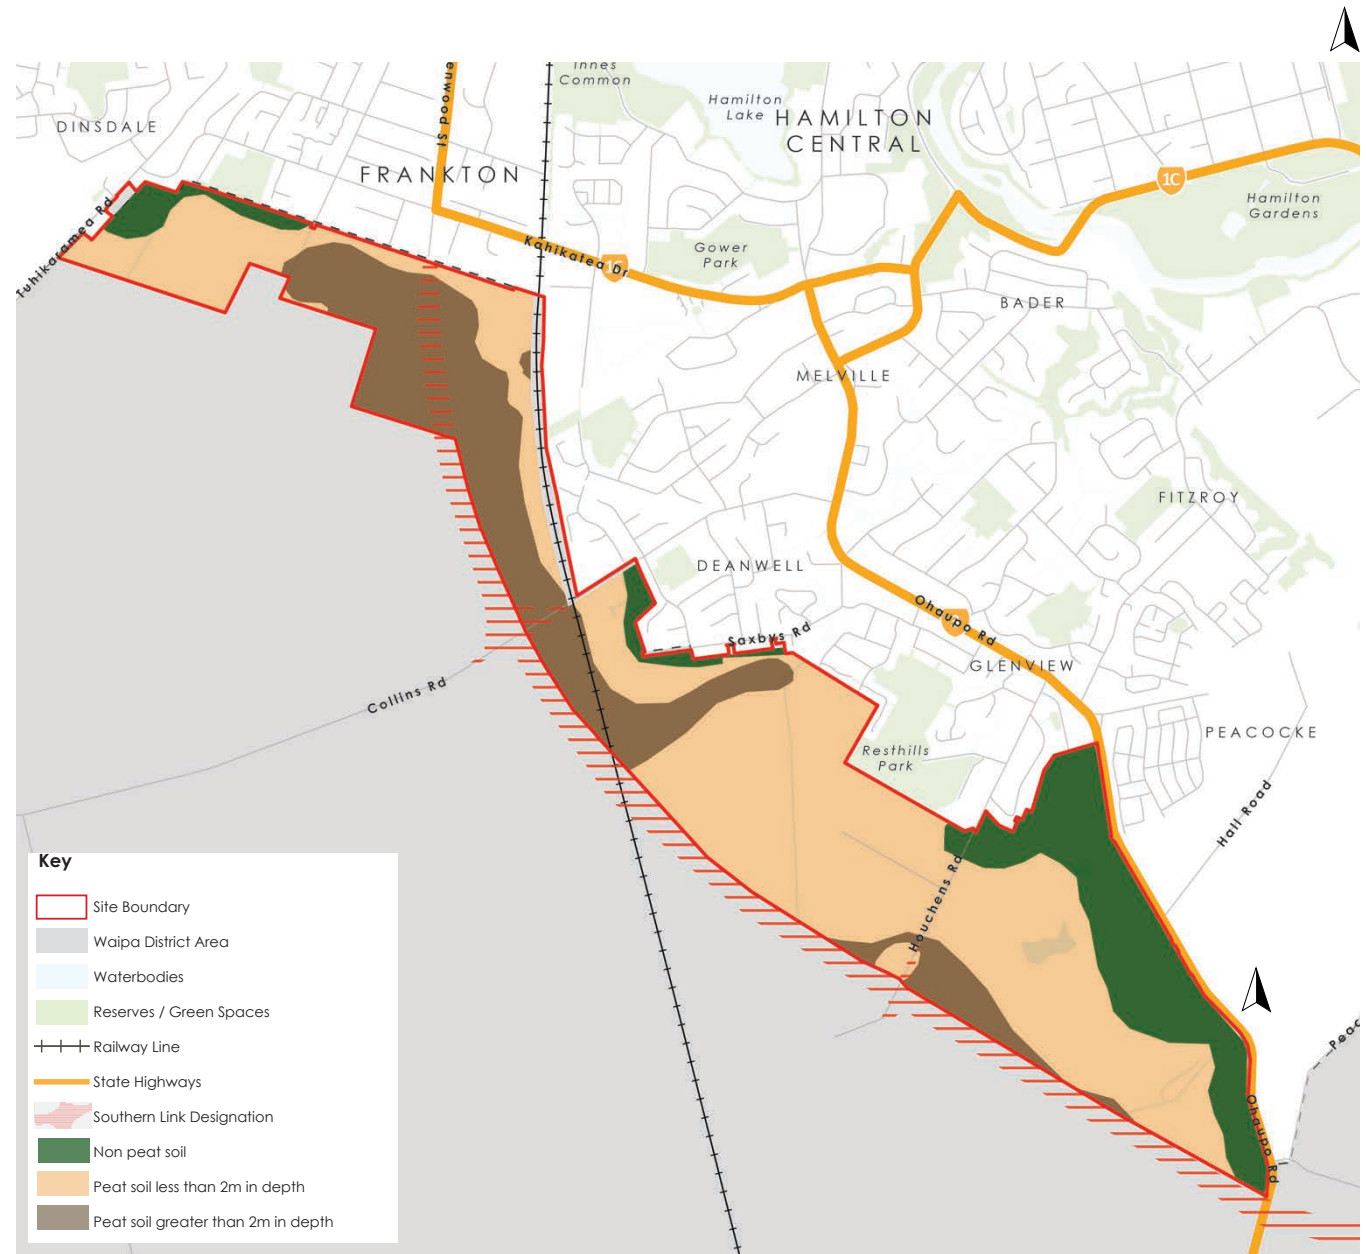 Innes
Common
enwood St
Hamilton
Lake
HAMILTON
CENTRAL
DINSDALE
FRANKTON
1C
Hamilton
Gardens
Tuhikaramea Rd
Kahikatea Dr
Gower
Park
BADER
MELVILLE
FITZROY
DEANWELL
Ohaupo Rd
Saxbys Rd
GLENVIEW
Collins Rd
PEACOCKE
Resthills
Park
Hall Road
Houchens Rd
Peac
Ohaupo Rd
Key
Site Boundary
Waipa District Area
Waterbodies
Reserves / Green Spaces
Railway Line
State Highways
Southern Link Designation
Non peat soil
Peat soil less than 2m in depth
Peat soil greater than 2m in depth